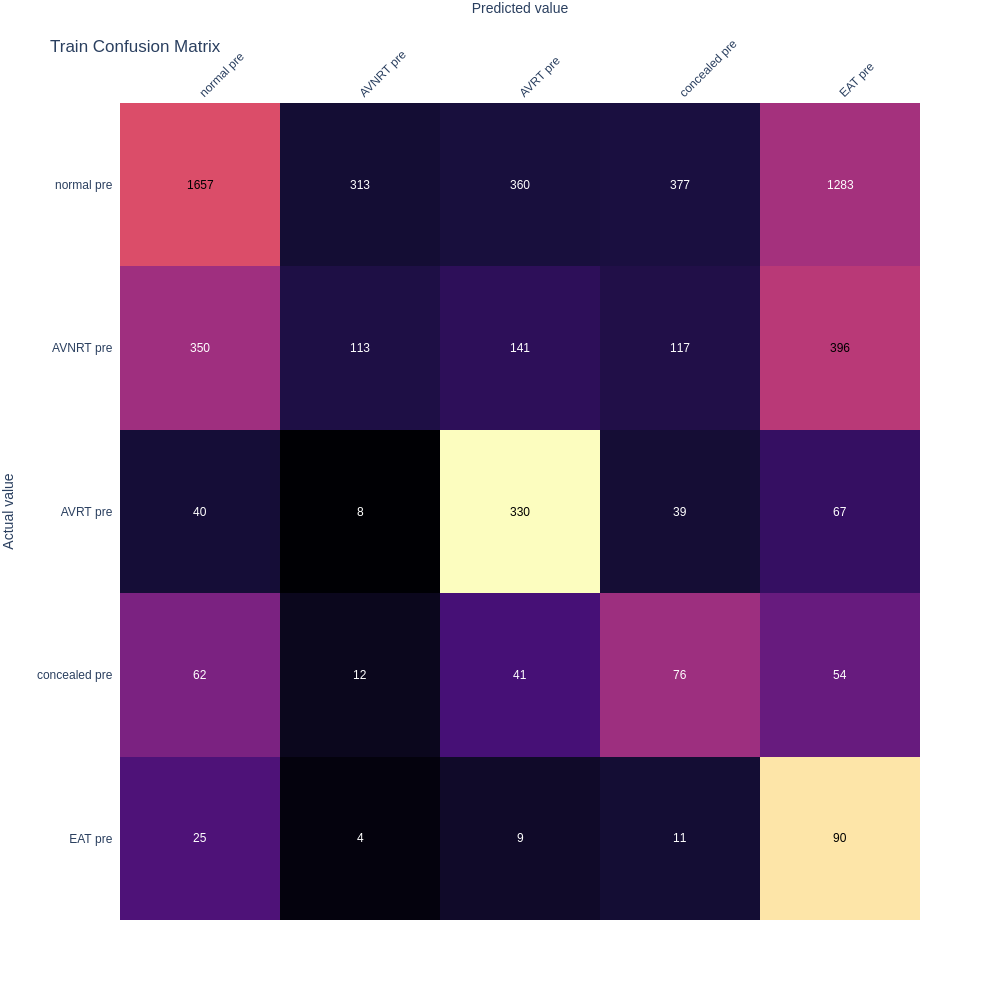 Predicted value
Train Confusion Matrix
normal pre AVNRT pre AVRT pre concealed pre EAT pre
normal pre 1657 313 360 377 1283
AVNRT pre 350 113 141 117 396
AVRT pre 40 8 330 39 67
concealed pre 62 12 41 76 54
EAT pre 25 4 9 11 90
Actual value